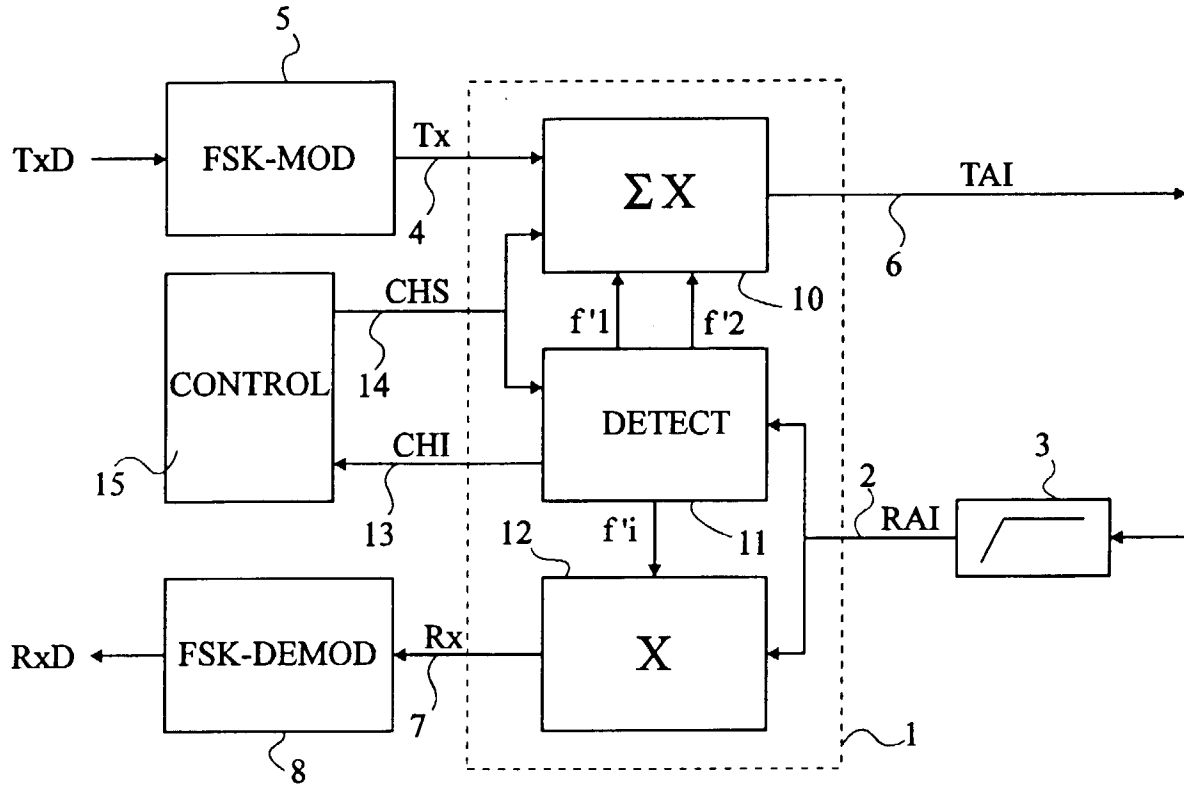 5
TxD
FSK-MOD
Tx
4
ΣX
TAI
6
10
CHS
14
f'1
f'2
CONTROL
15
DETECT
CHI
13
11
2
RAI
3
f'i
12
RxD
FSK-DEMOD
Rx
7
X
8
1